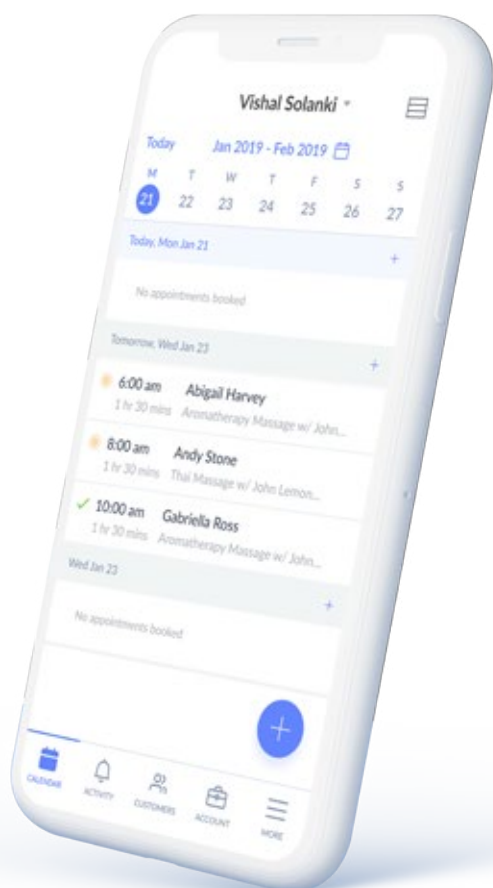 Vishal Solanki
Today Jan 2019 - Feb 2019
M T W T F S S
21 22 23 24 25 26 27
Today, Mon Jan 21 +
No appointments booked
Tomorrow, Wed Jan 23 +
6:00 am Abigail Harvey
1 hr 30 mins Aromatherapy Massage w/ John...
8:00 am Andy Stone
1 hr 30 mins Thai Massage w/ John Lemon...
10:00 am Gabriella Ross
1 hr 30 mins Aromatherapy Massage w/ John...
Wed Jan 23 +
No appointments booked
+
CALENDAR ACTIVITY CUSTOMERS ACCOUNT MORE